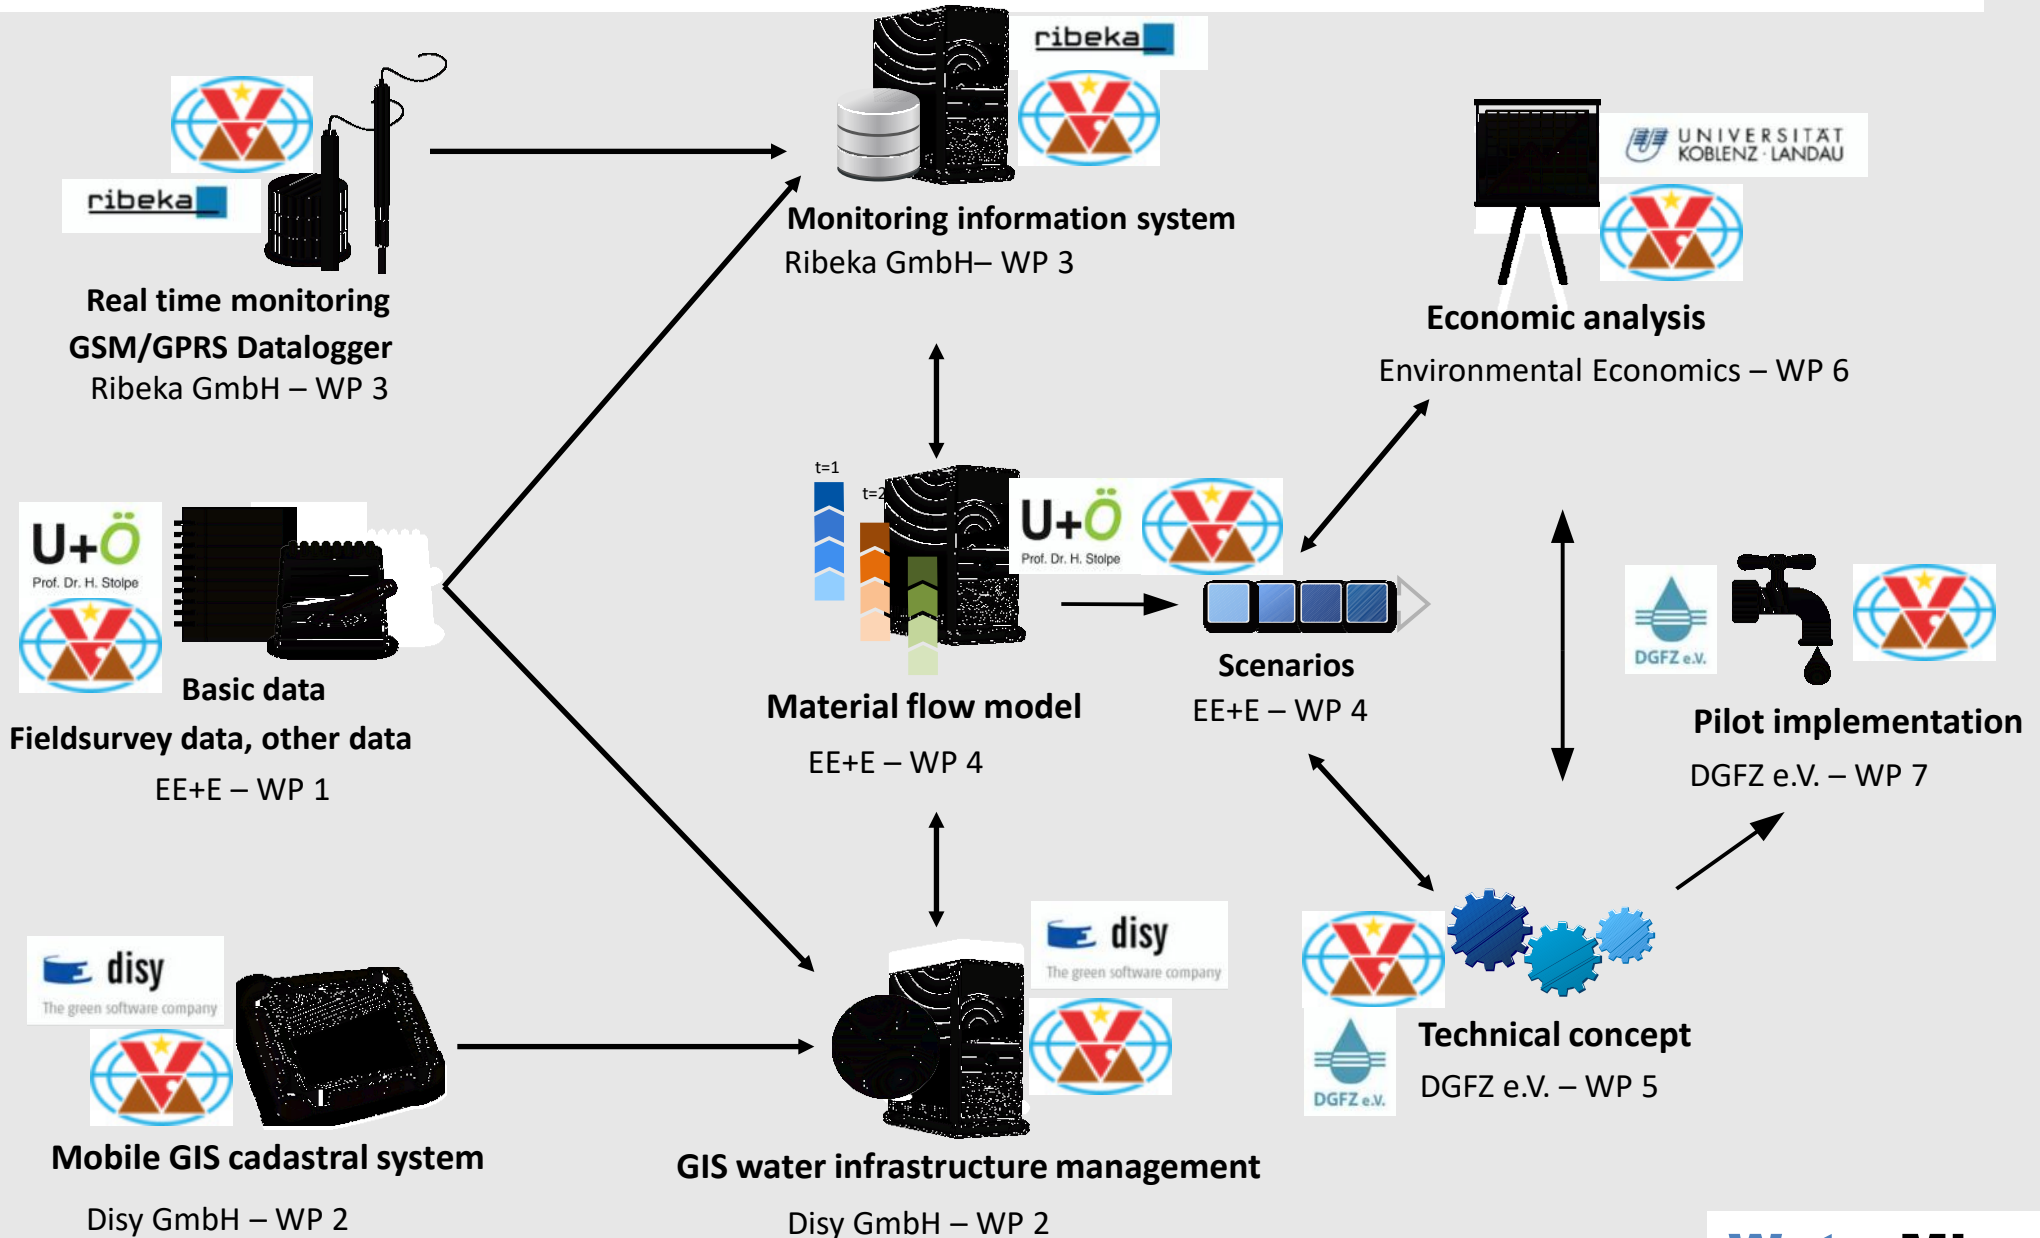 ribeka
ribeka
Real time monitoring
GSM/GPRS Datalogger
Ribeka GmbH – WP 3
Monitoring information system
Ribeka GmbH– WP 3
UNIVERSITÄT
KOBLENZ · LANDAU
Economic analysis
Environmental Economics – WP 6
U+Ö
Prof. Dr. H. Stolpe
Basic data
Fieldsurvey data, other data
EE+E – WP 1
t=1
t=2
U+Ö
Prof. Dr. H. Stolpe
Material flow model
EE+E – WP 4
Scenarios
EE+E – WP 4
DGFZ e.V.
Pilot implementation
DGFZ e.V. – WP 7
disy
The green software company
Mobile GIS cadastral system
Disy GmbH – WP 2
disy
The green software company
GIS water infrastructure management
Disy GmbH – WP 2
DGFZ e.V.
Technical concept
DGFZ e.V. – WP 5